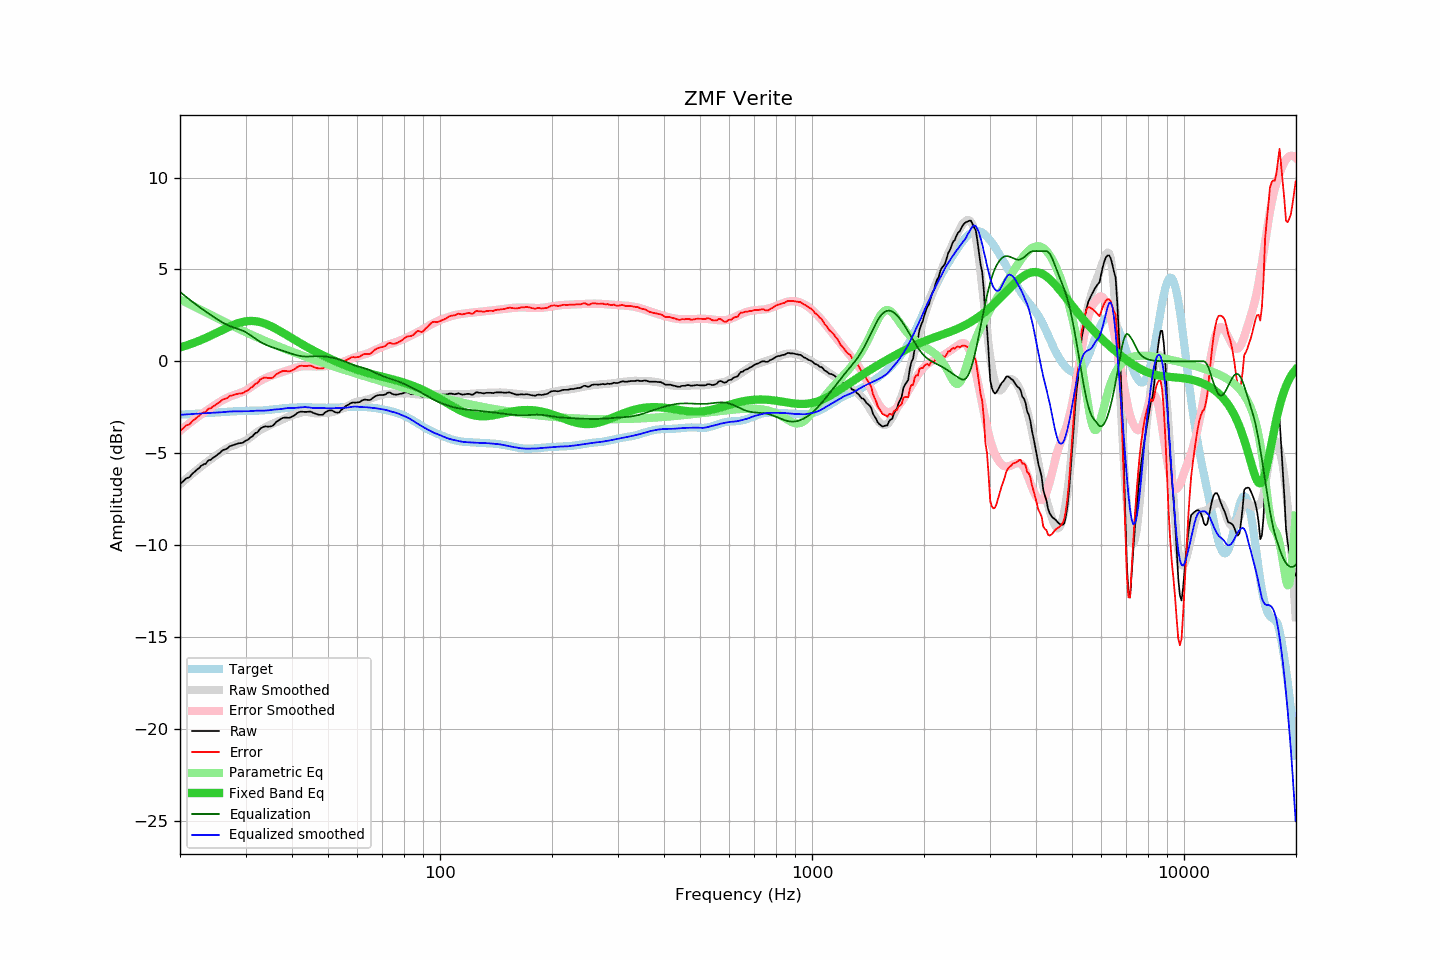 ZMF Verite
Amplitude (dBr)
10
5
0
−5
−10
−15
−20
−25
Target
Raw Smoothed
Error Smoothed
Raw
Error
Parametric Eq
Fixed Band Eq
Equalization
Equalized smoothed
100
1000
10000
Frequency (Hz)